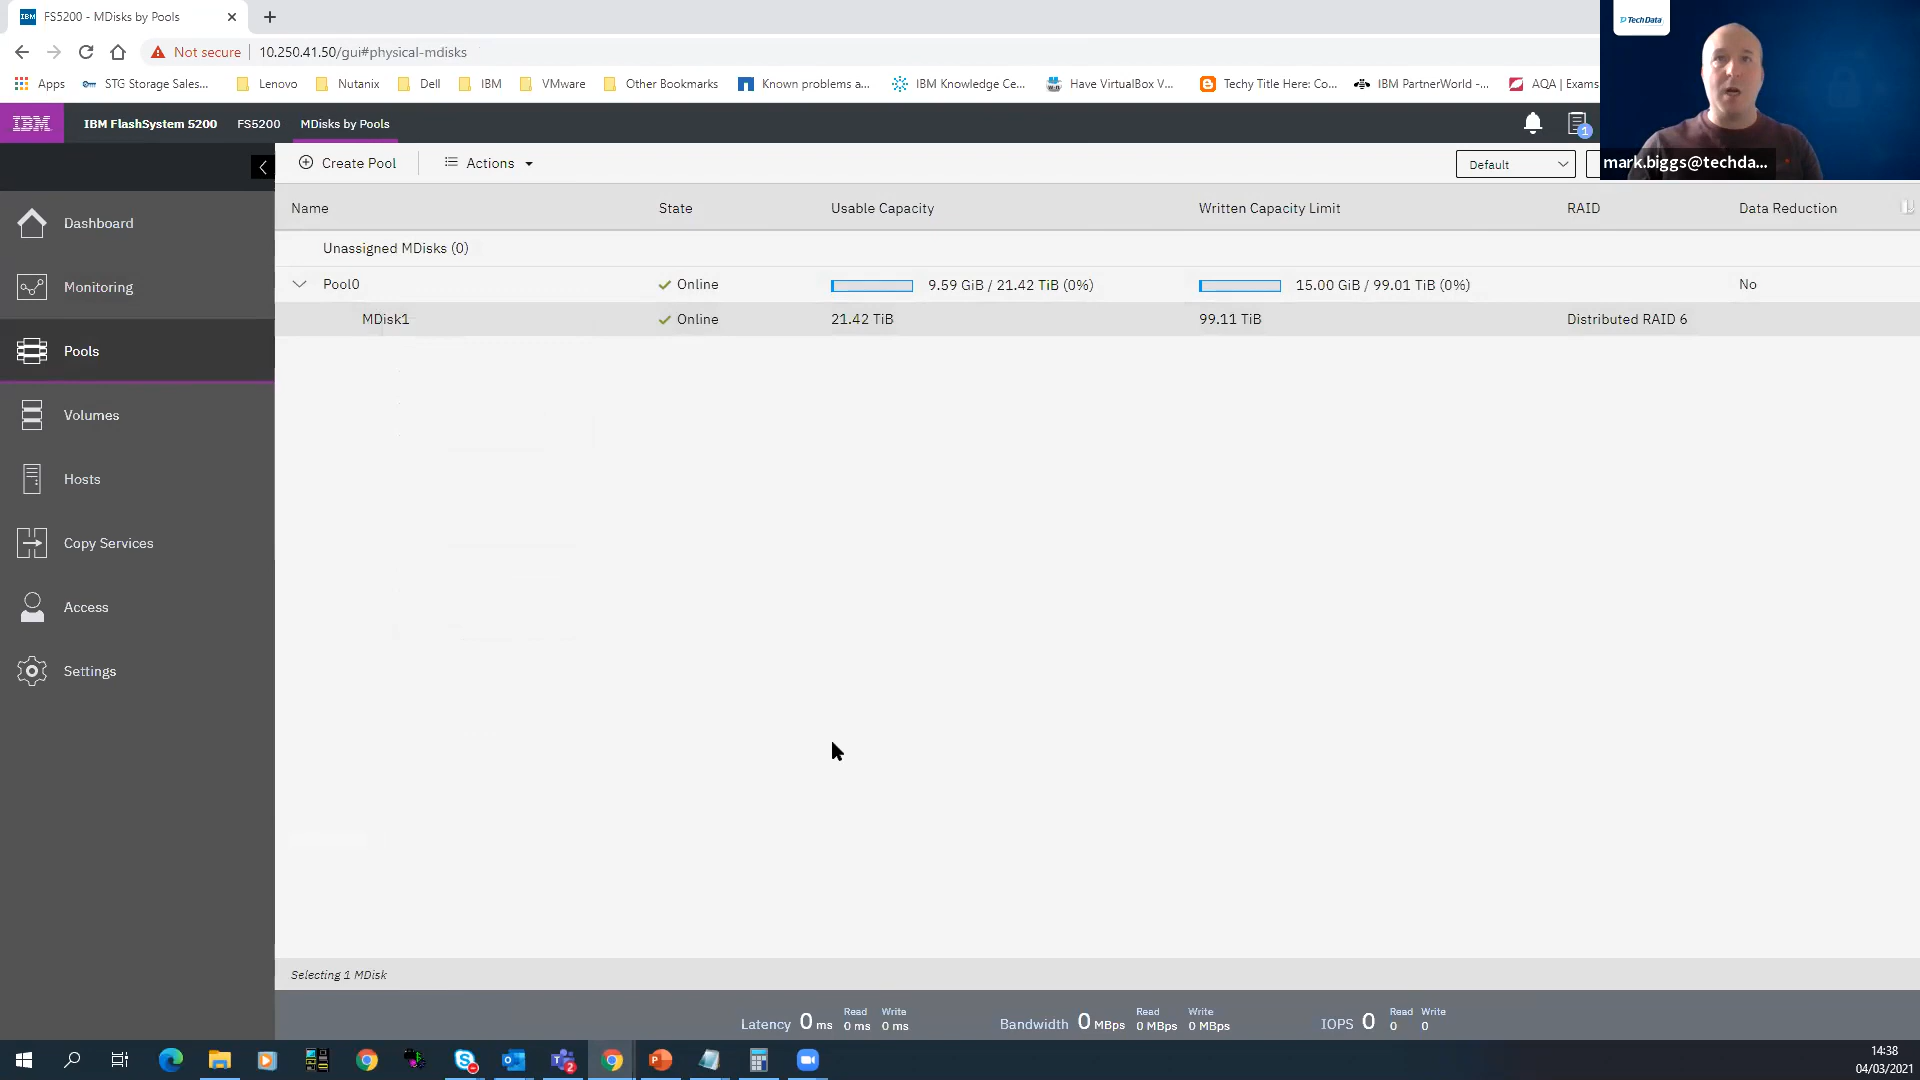 FS5200 - MDisks by Pools
Not secure 10.250.41.50/gui#physical-mdisks
Apps STG Storage Sales... Lenovo Nutanix Dell IBM VMware Other Bookmarks Known problems a... IBM Knowledge Ce... Have VirtualBox V... Techy Title Here: Co... IBM PartnerWorld -... AQA | Exams
TechData
mark.biggs@techda...
IBM IBM FlashSystem 5200 FS5200 MDisks by Pools 1
Create Pool Actions Default
Dashboard
Monitoring
Pools
Volumes
Hosts
Copy Services
Access
Settings
Name State Usable Capacity Written Capacity Limit RAID Data Reduction
Unassigned MDisks (0)
Pool0 Online 9.59 GiB / 21.42 TiB (0%) 15.00 GiB / 99.01 TiB (0%) No
MDisk1 Online 21.42 TiB 99.11 TiB Distributed RAID 6
Selecting 1 MDisk
Latency 0 ms Read 0 ms Write 0 ms Bandwidth 0 MBps Read 0 MBps Write 0 MBps IOPS 0 Read 0 Write 0
14:38
04/03/2021